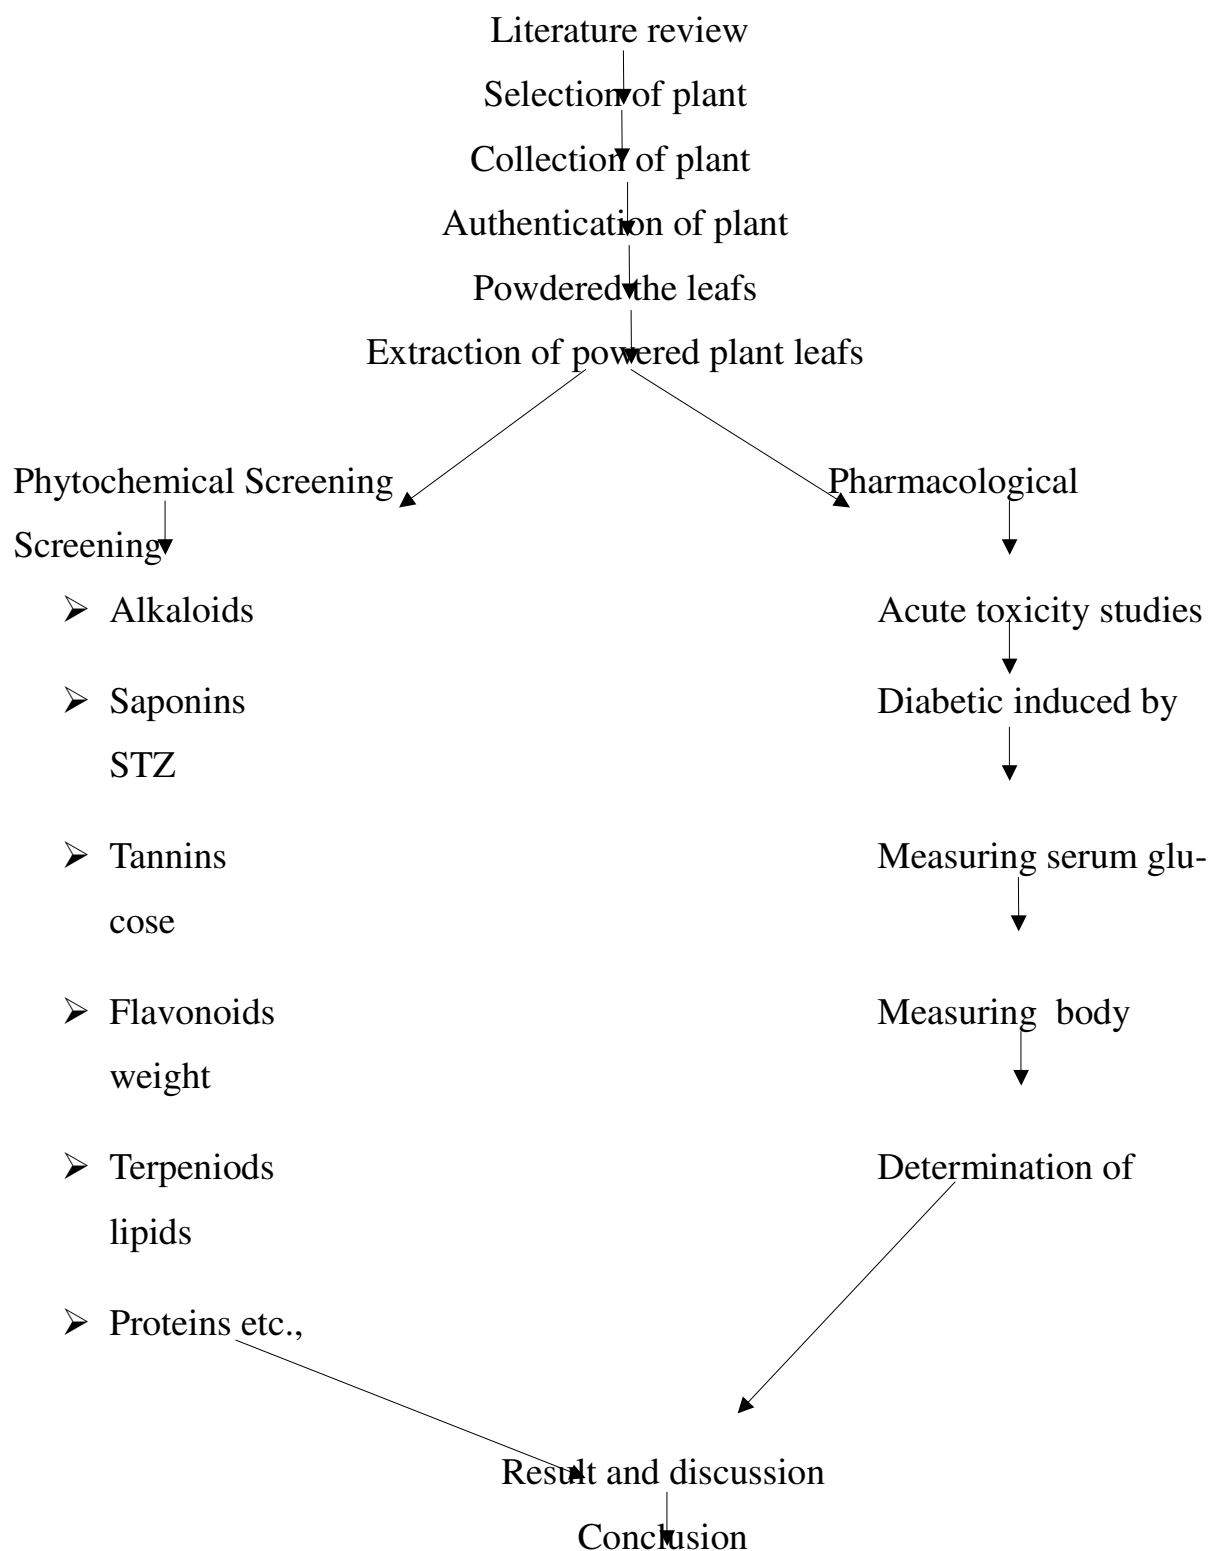 Literature review
Selection of plant
Collection of plant
Authentication of plant
Powdered the leafs
Extraction of powered plant leafs
Phytochemical Screening Pharmacological
Screening
➢ Alkaloids Acute toxicity studies
➢ Saponins Diabetic induced by
STZ
➢ Tannins Measuring serum glu-
cose
➢ Flavonoids Measuring body
weight
➢ Terpeniods Determination of
lipids
➢ Proteins etc.,
Result and discussion
Conclusion